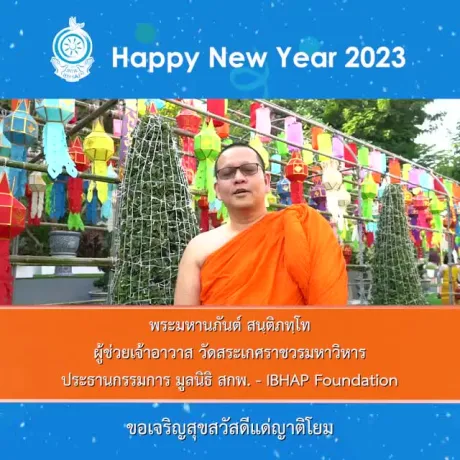 Happy New Year 2023
พระมหานภันต์ สนฺติภทฺโท
ผู้ช่วยเจ้าอาวาส วัดสระเกศราชวรมหาวิหาร
ประธานกรรมการ มูลนิธิ สกพ. - IBHAP Foundation
ขอเจริญสุขสวัสดีแด่ญาติโยม